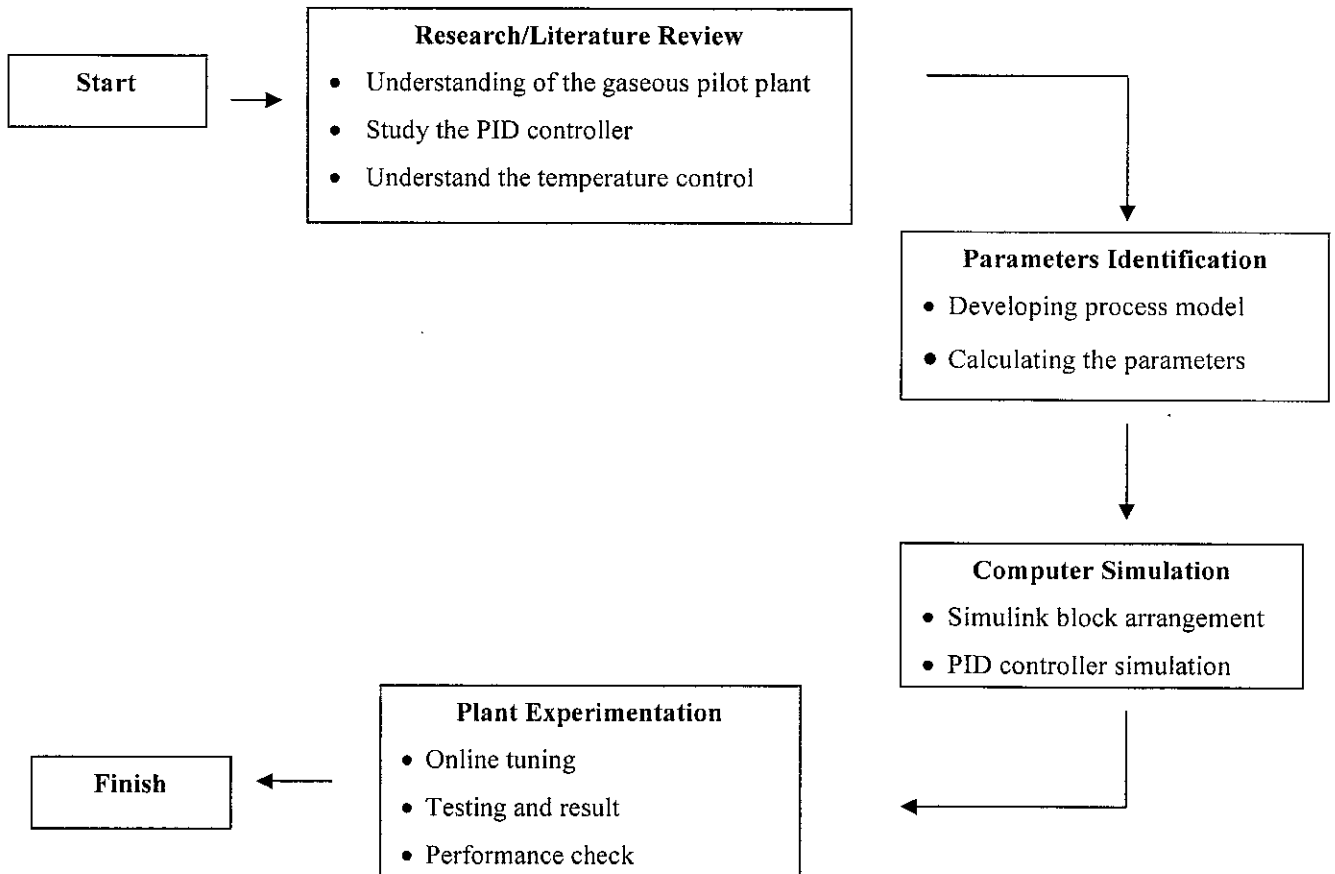 Start
Research/Literature Review
• Understanding of the gaseous pilot plant
• Study the PID controller
• Understand the temperature control
Parameters Identification
• Developing process model
• Calculating the parameters
Computer Simulation
• Simulink block arrangement
• PID controller simulation
Plant Experimentation
• Online tuning
• Testing and result
• Performance check
Finish